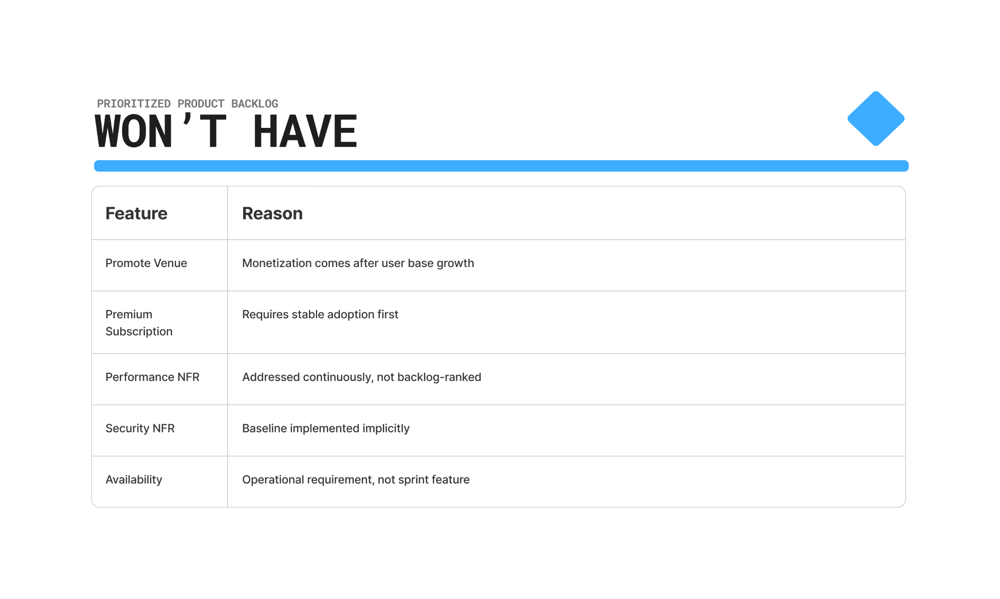 PRIORITIZED PRODUCT BACKLOG
WON’T HAVE
Feature
Reason
Promote Venue
Monetization comes after user base growth
Premium
Subscription
Requires stable adoption first
Performance NFR
Addressed continuously, not backlog-ranked
Security NFR
Baseline implemented implicitly
Availability
Operational requirement, not sprint feature